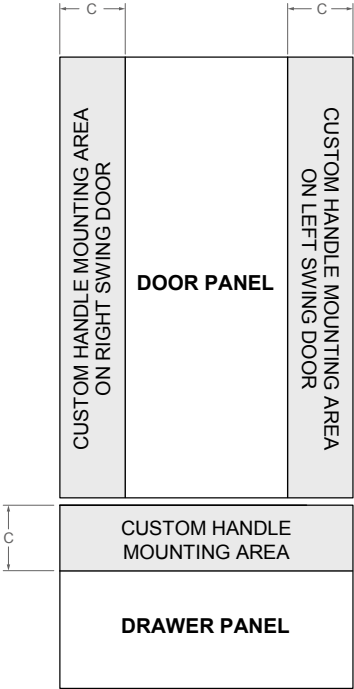 C
C
CUSTOM HANDLE MOUNTING AREA
ON RIGHT SWING DOOR
DOOR PANEL
CUSTOM HANDLE MOUNTING AREA
ON LEFT SWING DOOR
C
CUSTOM HANDLE
MOUNTING AREA
DRAWER PANEL